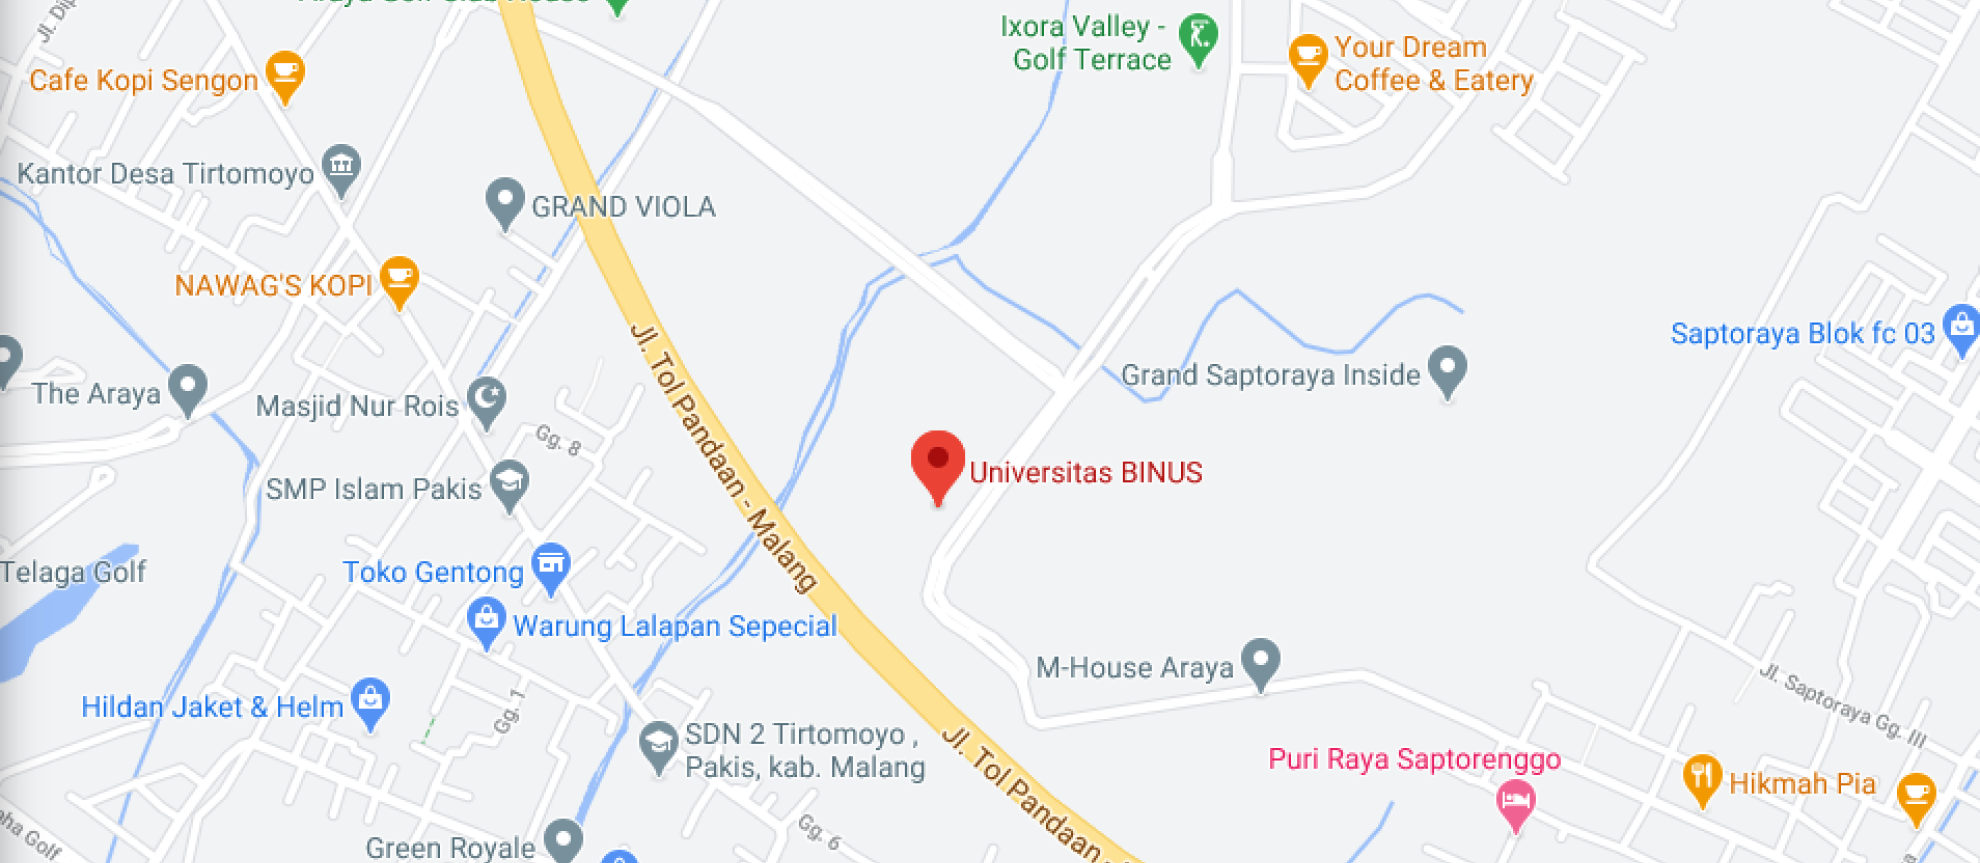 Araya Golf Club House
Jl. Dip
Ixora Valley -
Golf Terrace
Your Dream
Coffee & Eatery
Cafe Kopi Sengon
Kantor Desa Tirtomoyo
GRAND VIOLA
NAWAG'S KOPI
Saptoraya Blok fc 03
Jl. Tol Pandaan - Malang
Grand Saptoraya Inside
The Araya
Masjid Nur Rois
Gg. 8
Universitas BINUS
SMP Islam Pakis
Telaga Golf
Toko Gentong
Warung Lalapan Sepecial
M-House Araya
Jl. Saptoraya Gg. III
Hildan Jaket & Helm
Gg. 1
SDN 2 Tirtomoyo ,
Pakis, kab. Malang
Jl. Tol Pandaan -
Puri Raya Saptorenggo
Hikmah Pia
Gg. 6
Golf
Green Royale